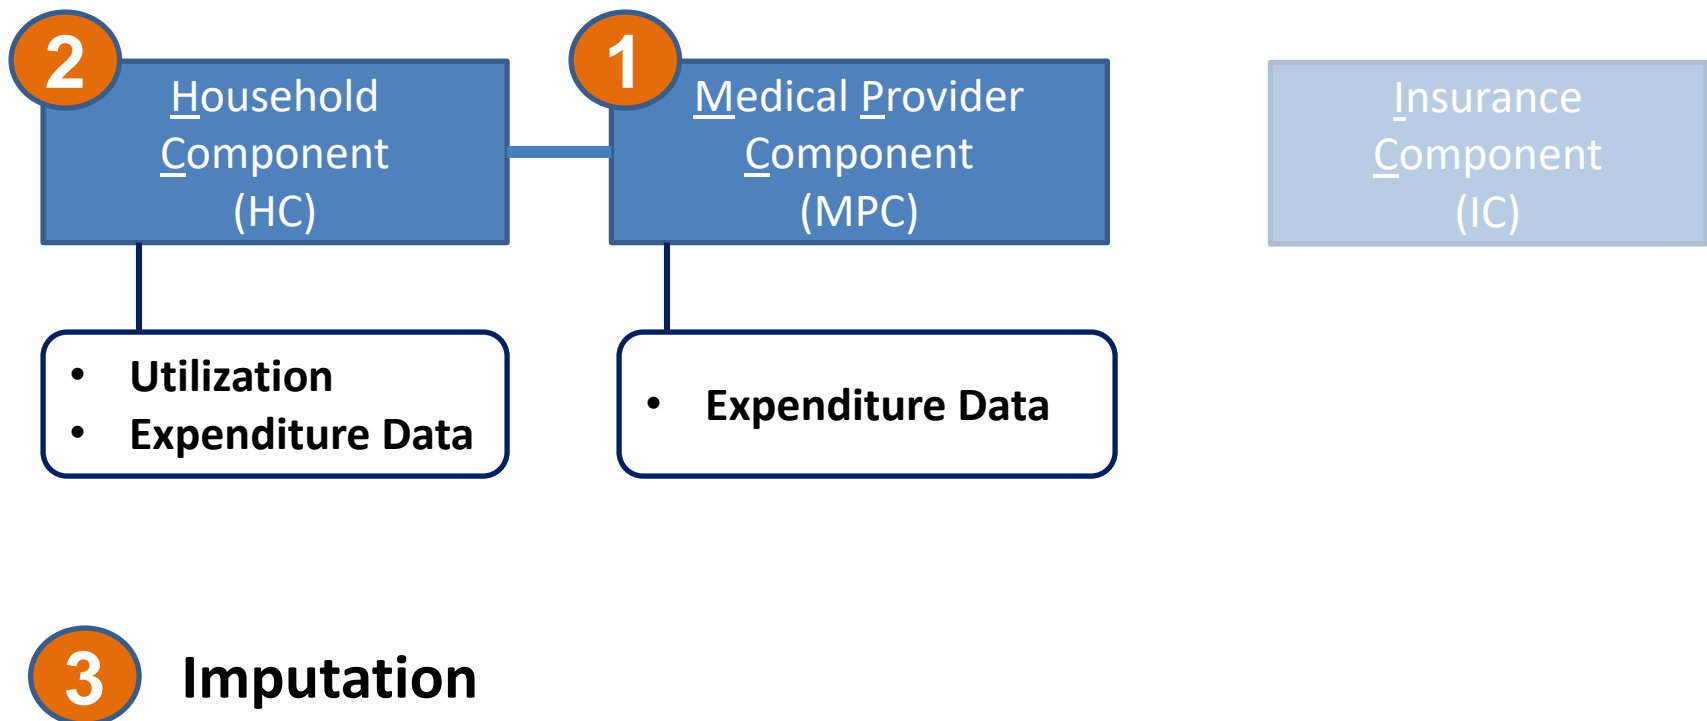 2
Household
Component
(HC)
• Utilization
• Expenditure Data
1
Medical Provider
Component
(MPC)
• Expenditure Data
Insurance
Component
(IC)
3 Imputation